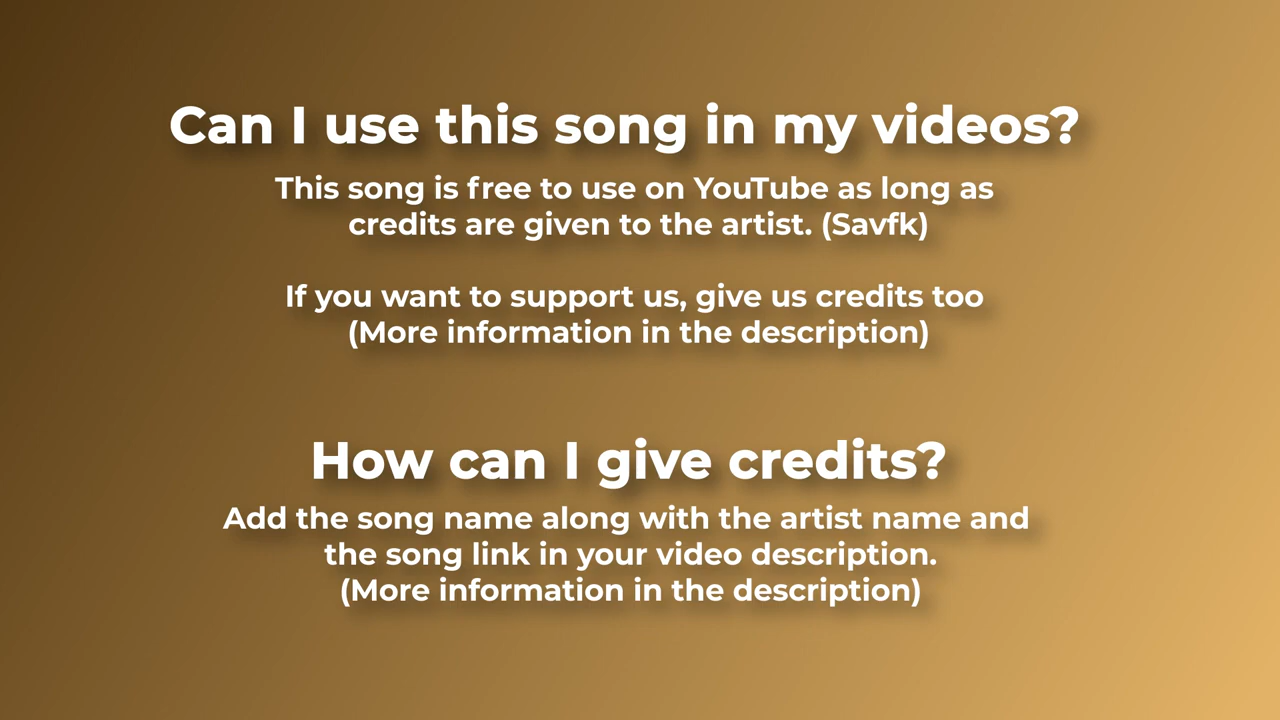 Can I use this song in my videos?
This song is free to use on YouTube as long as
credits are given to the artist. (Savfk)
If you want to support us, give us credits too
(More information in the description)
How can I give credits?
Add the song name along with the artist name and
the song link in your video description.
(More information in the description)